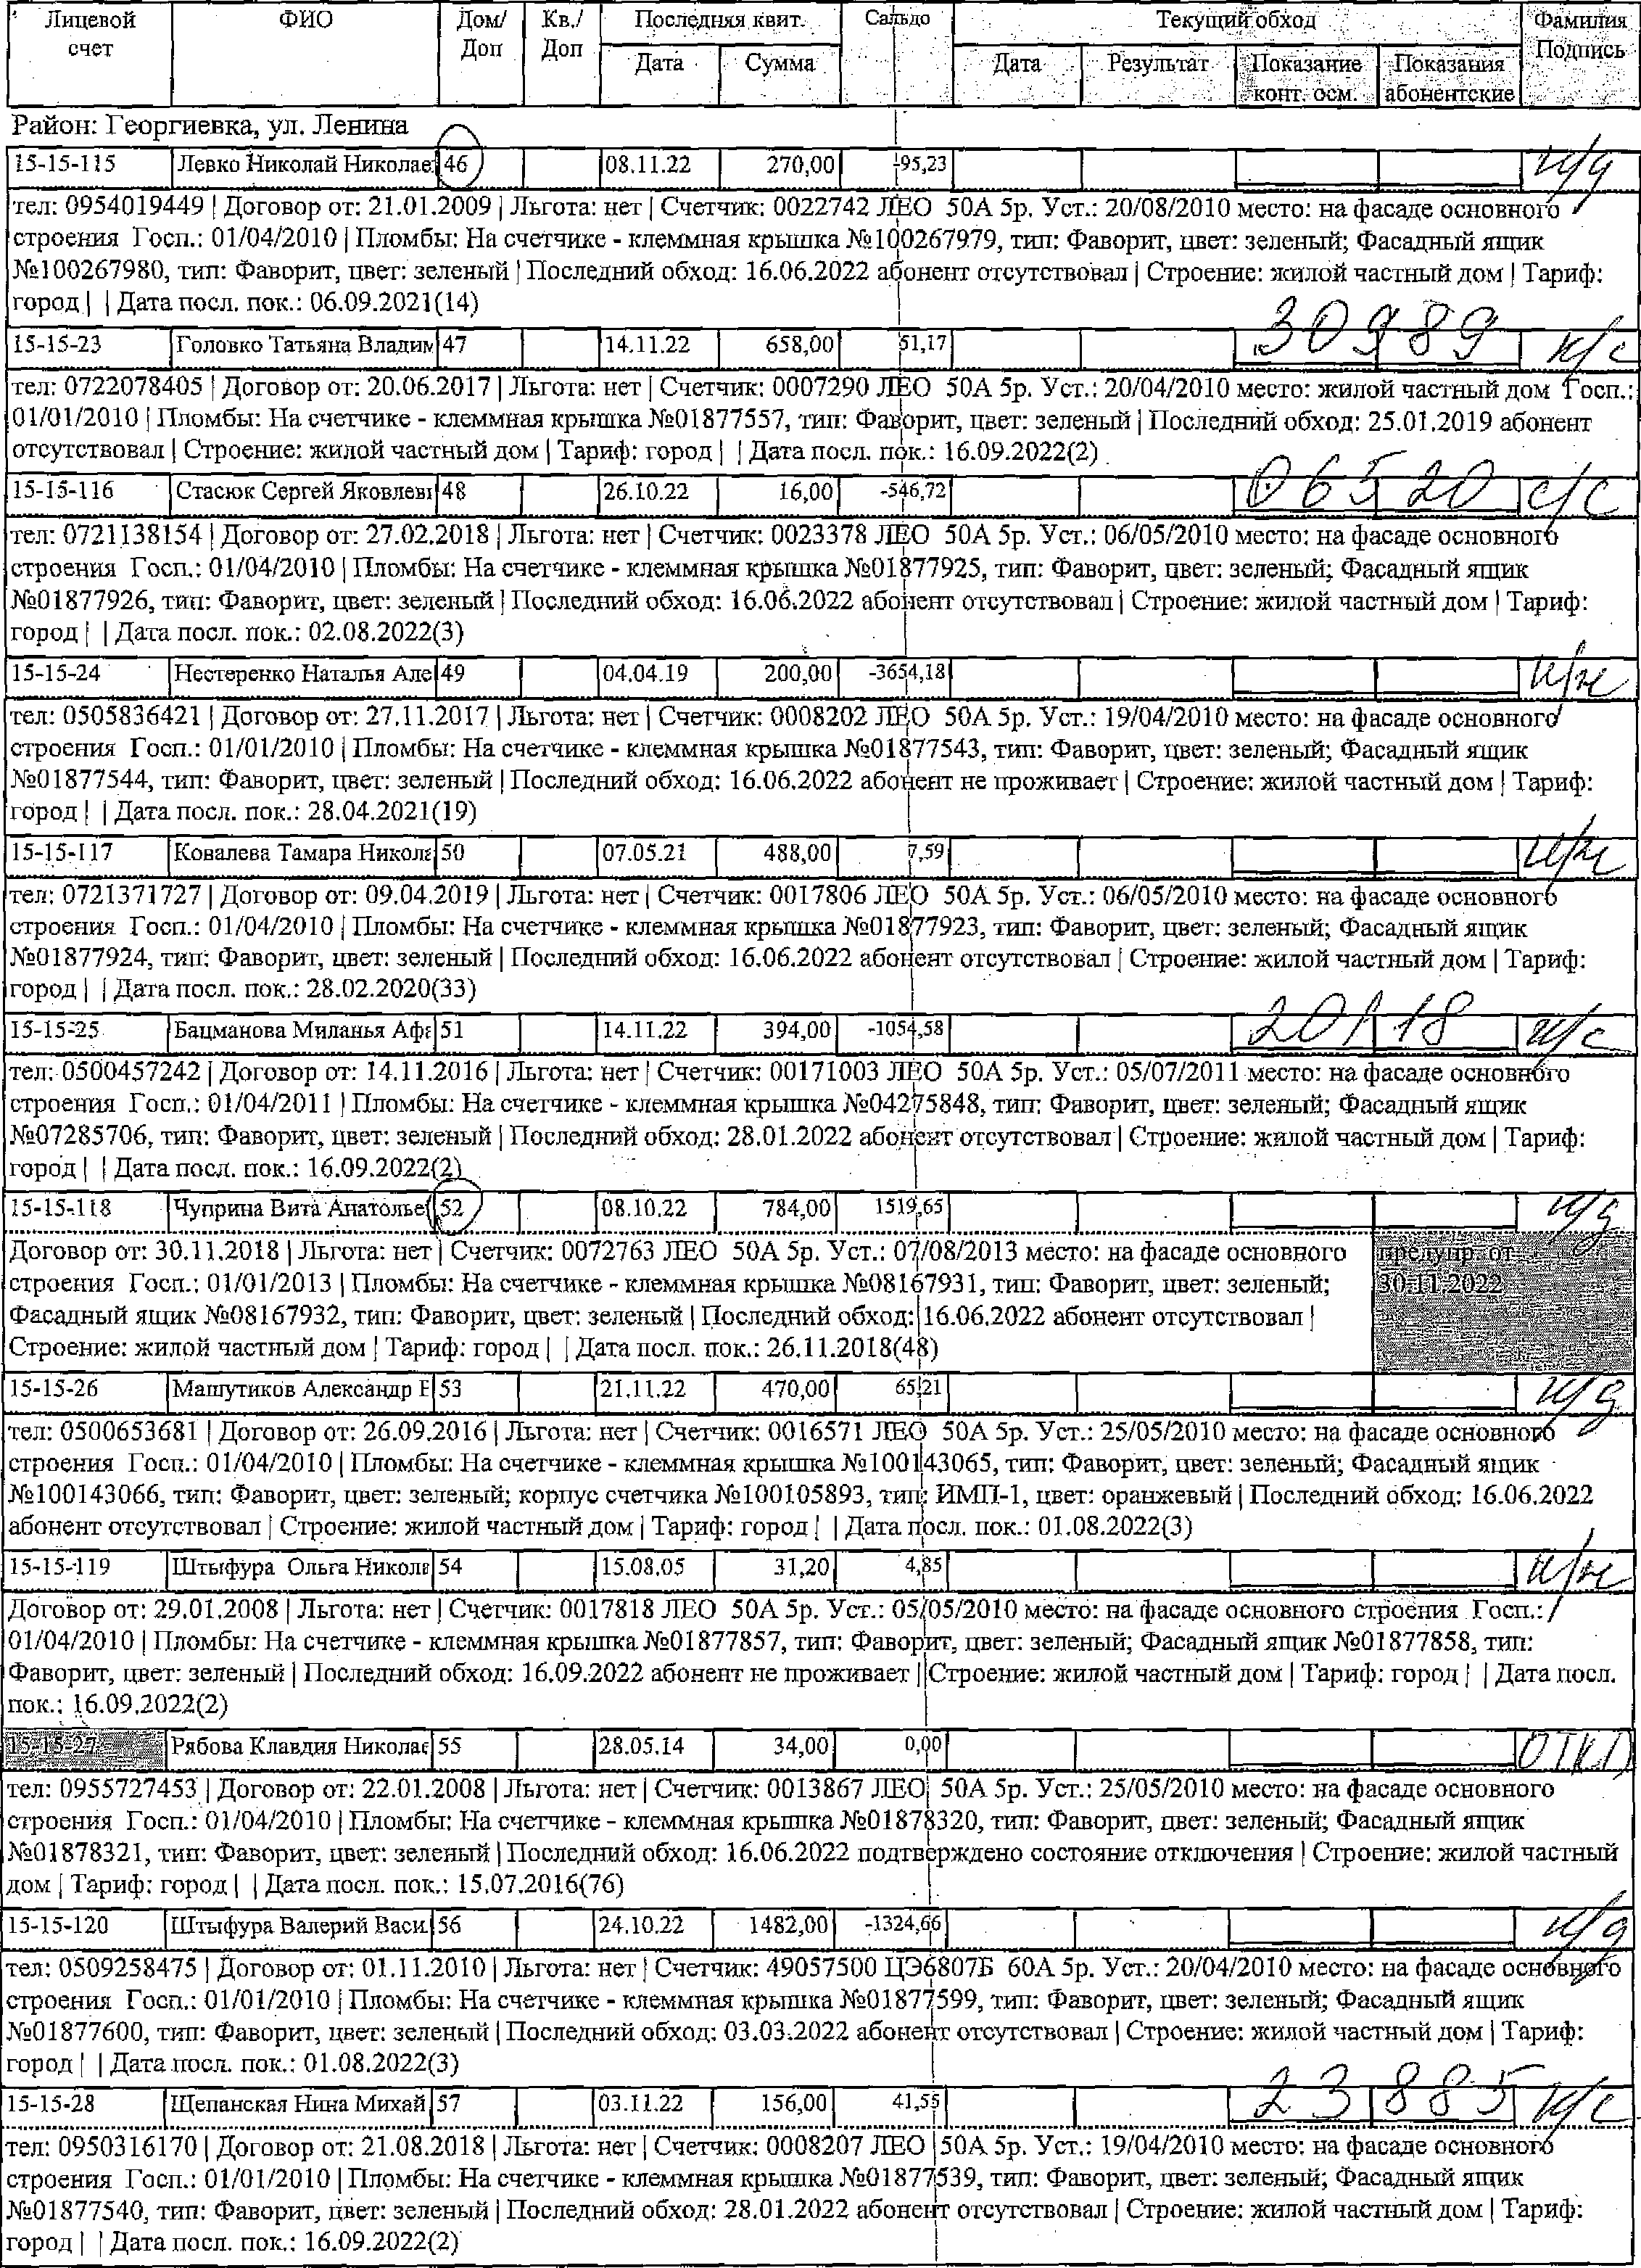 Лицевой счет ФИО Дом/ Доп Кв./ Доп Последняя квит. Дата Сумма Сальдо Текущий обход Дата Результат Показание конт. осм. Показания абонентские Фамилия Подпись
Район: Георгиевка, ул. Ленина
15-15-115 Левко Николай Николае 46 08.11.22 270,00 -95,23 н/д
тел: 0954019449 | Договор от: 21.01.2009 | Льгота: нет | Счетчик: 0022742 ЛЕО 50А 5р. Уст.: 20/08/2010 место: на фасаде основного
строения Госп.: 01/04/2010 | Пломбы: На счетчике - клеммная крышка №100267979, тип: Фаворит, цвет: зеленый; Фасадный ящик
№100267980, тип: Фаворит, цвет: зеленый | Последний обход: 16.06.2022 абонент отсутствовал | Строение: жилой частный дом | Тариф:
город | | Дата посл. пок.: 06.09.2021(14)
15-15-23 Головко Татьяна Владим 47 14.11.22 658,00 51,17 30989 н/с
тел: 0722078405 | Договор от: 20.06.2017 | Льгота: нет | Счетчик: 0007290 ЛЕО 50А 5р. Уст.: 20/04/2010 место: жилой частный дом Госп.:
01/01/2010 | Пломбы: На счетчике - клеммная крышка №01877557, тип: Фаворит, цвет: зеленый | Последний обход: 25.01.2019 абонент
отсутствовал | Строение: жилой частный дом | Тариф: город | | Дата посл. пок.: 16.09.2022(2)
15-15-116 Стасюк Сергей Яковлеви 48 26.10.22 16,00 -546,72 06520 с/с
тел: 0721138154 | Договор от: 27.02.2018 | Льгота: нет | Счетчик: 0023378 ЛЕО 50А 5р. Уст.: 06/05/2010 место: на фасаде основного
строения Госп.: 01/04/2010 | Пломбы: На счетчике - клеммная крышка №01877925, тип: Фаворит, цвет: зеленый; Фасадный ящик
№01877926, тип: Фаворит, цвет: зеленый | Последний обход: 16.06.2022 абонент отсутствовал | Строение: жилой частный дом | Тариф:
город | | Дата посл. пок.: 02.08.2022(3)
15-15-24 Нестеренко Наталья Але 49 04.04.19 200,00 -3654,18 н/н
тел: 0505836421 | Договор от: 27.11.2017 | Льгота: нет | Счетчик: 0008202 ЛЕО 50А 5р. Уст.: 19/04/2010 место: на фасаде основного
строения Госп.: 01/01/2010 | Пломбы: На счетчике - клеммная крышка №01877543, тип: Фаворит, цвет: зеленый; Фасадный ящик
№01877544, тип: Фаворит, цвет: зеленый | Последний обход: 16.06.2022 абонент не проживает | Строение: жилой частный дом | Тариф:
город | | Дата посл. пок.: 28.04.2021(19)
15-15-117 Ковалева Тамара Никола 50 07.05.21 488,00 7,59 н/н
тел: 0721371727 | Договор от: 09.04.2019 | Льгота: нет | Счетчик: 0017806 ЛЕО 50А 5р. Уст.: 06/05/2010 место: на фасаде основного
строения Госп.: 01/04/2010 | Пломбы: На счетчике - клеммная крышка №01877923, тип: Фаворит, цвет: зеленый; Фасадный ящик
№01877924, тип: Фаворит, цвет: зеленый | Последний обход: 16.06.2022 абонент отсутствовал | Строение: жилой частный дом | Тариф:
город | | Дата посл. пок.: 28.02.2020(33)
15-15-25 Бацманова Миланья Афа 51 14.11.22 394,00 -1054,58 20118 н/с
тел: 0500457242 | Договор от: 14.11.2016 | Льгота: нет | Счетчик: 00171003 ЛЕО 50А 5р. Уст.: 05/07/2011 место: на фасаде основного
строения Госп.: 01/04/2011 | Пломбы: На счетчике - клеммная крышка №04275848, тип: Фаворит, цвет: зеленый; Фасадный ящик
№07285706, тип: Фаворит, цвет: зеленый | Последний обход: 28.01.2022 абонент отсутствовал | Строение: жилой частный дом | Тариф:
город | | Дата посл. пок.: 16.09.2022(2)
15-15-118 Чуприна Вита Анатолье 52 08.10.22 784,00 1519,65 н/д
Договор от: 30.11.2018 | Льгота: нет | Счетчик: 0072763 ЛЕО 50А 5р. Уст.: 07/08/2013 место: на фасаде основного предупр. от
строения Госп.: 01/01/2013 | Пломбы: На счетчике - клеммная крышка №08167931, тип: Фаворит, цвет: зеленый; 30.11.2022
Фасадный ящик №08167932, тип: Фаворит, цвет: зеленый | Последний обход: 16.06.2022 абонент отсутствовал |
Строение: жилой частный дом | Тариф: город | | Дата посл. пок.: 26.11.2018(48)
15-15-26 Машутиков Александр В 53 21.11.22 470,00 65,21 н/д
тел: 0500653681 | Договор от: 26.09.2016 | Льгота: нет | Счетчик: 0016571 ЛЕО 50А 5р. Уст.: 25/05/2010 место: на фасаде основного
строения Госп.: 01/04/2010 | Пломбы: На счетчике - клеммная крышка №100143065, тип: Фаворит, цвет: зеленый; Фасадный ящик
№100143066, тип: Фаворит, цвет: зеленый; корпус счетчика №100105893, тип: ИМП-1, цвет: оранжевый | Последний обход: 16.06.2022
абонент отсутствовал | Строение: жилой частный дом | Тариф: город | | Дата посл. пок.: 01.08.2022(3)
15-15-119 Штыфура Ольга Никола 54 15.08.05 31,20 4,85 н/н
Договор от: 29.01.2008 | Льгота: нет | Счетчик: 0017818 ЛЕО 50А 5р. Уст.: 05/05/2010 место: на фасаде основного строения Госп.:
01/04/2010 | Пломбы: На счетчике - клеммная крышка №01877857, тип: Фаворит, цвет: зеленый; Фасадный ящик №01877858, тип:
Фаворит, цвет: зеленый | Последний обход: 16.09.2022 абонент не проживает | Строение: жилой частный дом | Тариф: город | | Дата посл.
пок.: 16.09.2022(2)
15-15-27 Рябова Клавдия Николае 55 28.05.14 34,00 0,00 ОТКЛ
тел: 0955727453 | Договор от: 22.01.2008 | Льгота: нет | Счетчик: 0013867 ЛЕО 50А 5р. Уст.: 25/05/2010 место: на фасаде основного
строения Госп.: 01/04/2010 | Пломбы: На счетчике - клеммная крышка №01878320, тип: Фаворит, цвет: зеленый; Фасадный ящик
№01878321, тип: Фаворит, цвет: зеленый | Последний обход: 16.06.2022 подтверждено состояние отключения | Строение: жилой частный
дом | Тариф: город | | Дата посл. пок.: 15.07.2016(76)
15-15-120 Штыфура Валерий Васи 56 24.10.22 1482,00 -1324,66 н/д
тел: 0509258475 | Договор от: 01.11.2010 | Льгота: нет | Счетчик: 49057500 ЦЭ6807Б 60А 5р. Уст.: 20/04/2010 место: на фасаде основного
строения Госп.: 01/01/2010 | Пломбы: На счетчике - клеммная крышка №01877599, тип: Фаворит, цвет: зеленый; Фасадный ящик
№01877600, тип: Фаворит, цвет: зеленый | Последний обход: 03.03.2022 абонент отсутствовал | Строение: жилой частный дом | Тариф:
город | | Дата посл. пок.: 01.08.2022(3)
15-15-28 Щепанская Нина Михай 57 03.11.22 156,00 41,55 23885 н/с
тел: 0950316170 | Договор от: 21.08.2018 | Льгота: нет | Счетчик: 0008207 ЛЕО 50А 5р. Уст.: 19/04/2010 место: на фасаде основного
строения Госп.: 01/01/2010 | Пломбы: На счетчике - клеммная крышка №01877539, тип: Фаворит, цвет: зеленый; Фасадный ящик
№01877540, тип: Фаворит, цвет: зеленый | Последний обход: 28.01.2022 абонент отсутствовал | Строение: жилой частный дом | Тариф:
город | | Дата посл. пок.: 16.09.2022(2)